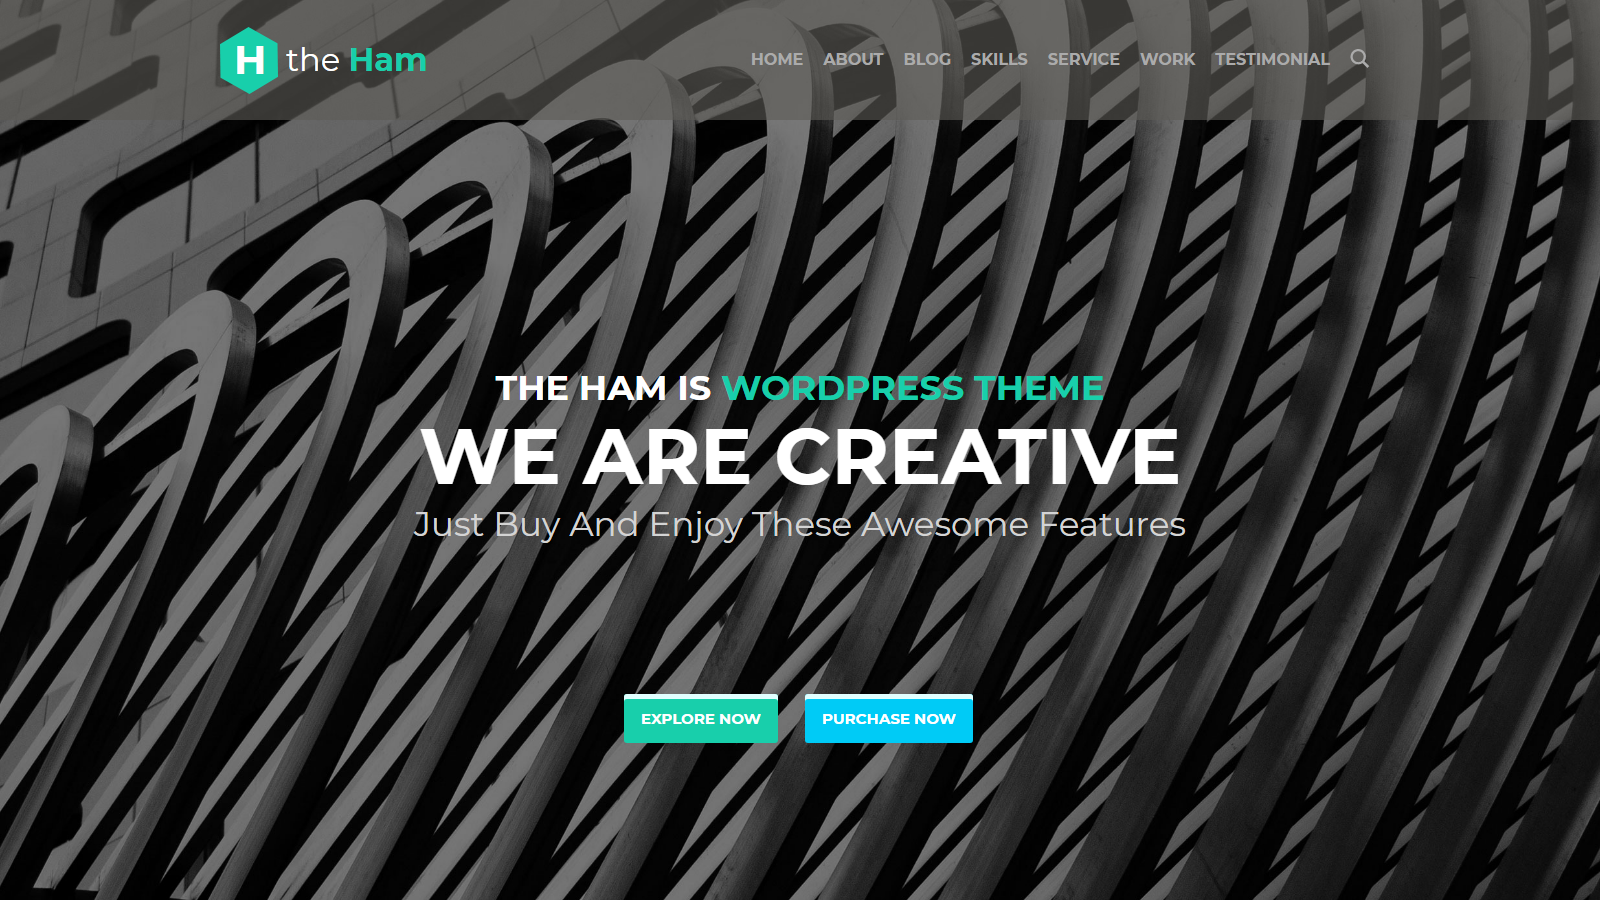 H the Ham
HOME ABOUT BLOG SKILLS SERVICE WORK TESTIMONIAL
THE HAM IS WORDPRESS THEME
WE ARE CREATIVE
Just Buy And Enjoy These Awesome Features
EXPLORE NOW PURCHASE NOW